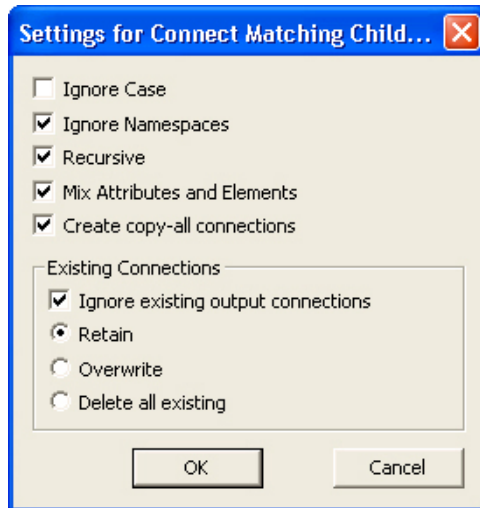 Settings for Connect Matching Child...
Ignore Case
Ignore Namespaces
Recursive
Mix Attributes and Elements
Create copy-all connections
Existing Connections
Ignore existing output connections
Retain
Overwrite
Delete all existing
OK
Cancel